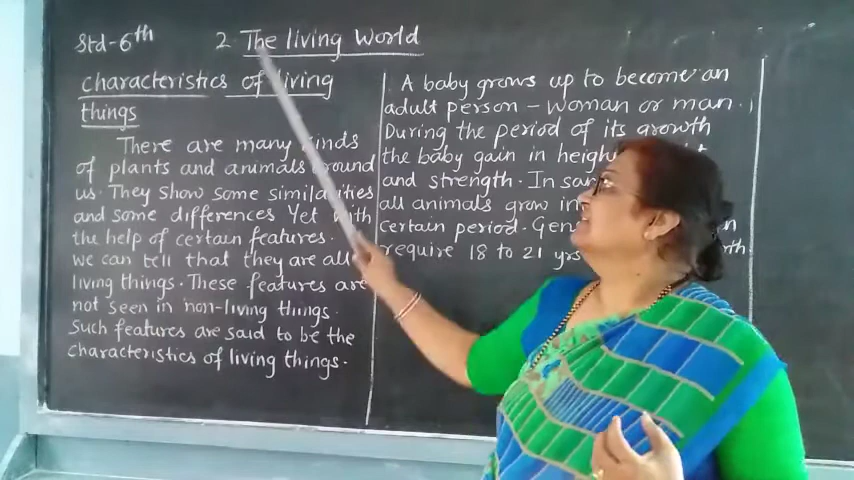 Std-6th
2 The living World
characteristics of living
things
There are many kinds
of plants and animals around
us. They show some similarities
and some differences Yet with
the help of certain features.
we can tell that they are all
living things. These features are
not seen in non-living things.
Such features are said to be the
characteristics of living things.
A baby grows up to become an
adult person - woman or man.
During the period of its growth
the baby gain in
and strength. In
all animals grow in
certain period.
require 18 to 21 yrs